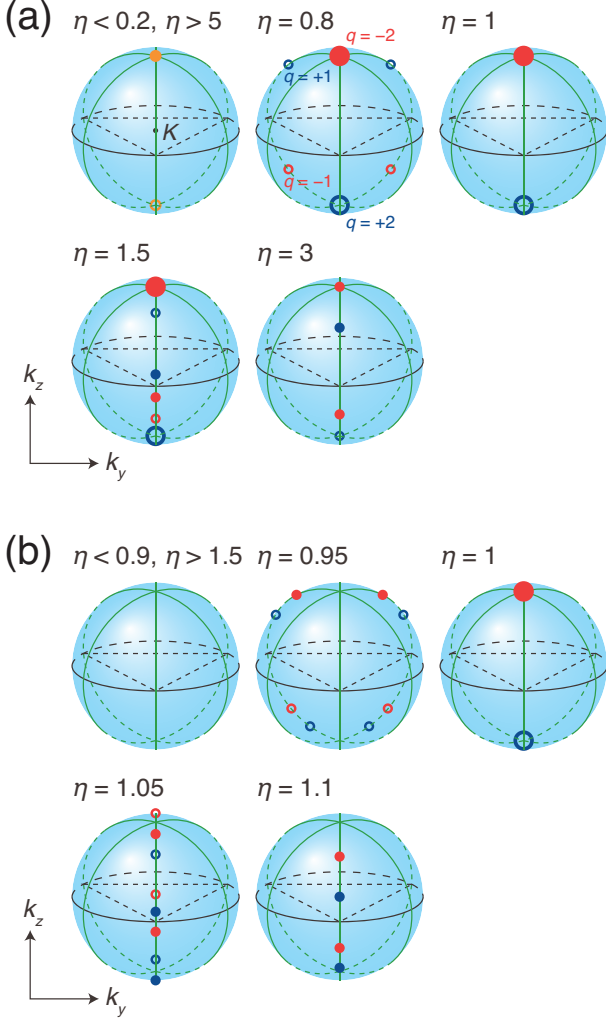 (a)
η < 0.2, η > 5
η = 0.8
η = 1
q = −2
q = +1
K
q = −1
q = +2
η = 1.5
η = 3
k_z
k_y
(b)
η < 0.9, η > 1.5
η = 0.95
η = 1
η = 1.05
η = 1.1
k_z
k_y